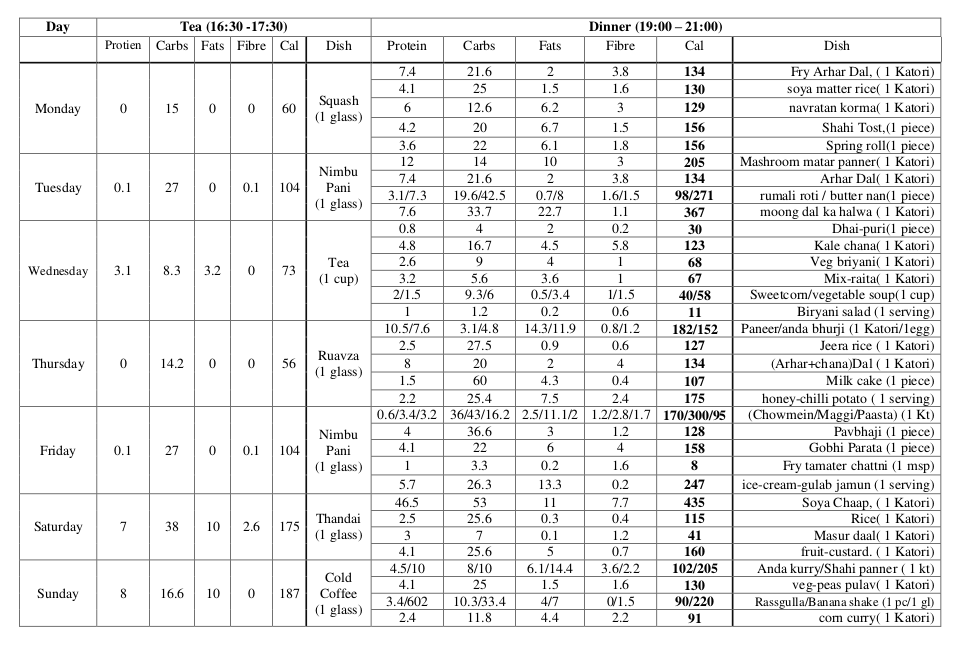 Day Tea (16:30 -17:30) Dinner (19:00 – 21:00)
Protien Carbs Fats Fibre Cal Dish Protein Carbs Fats Fibre Cal Dish
Monday 0 15 0 0 60 Squash (1 glass)
7.4 21.6 2 3.8 134 Fry Arhar Dal, ( 1 Katori)
4.1 25 1.5 1.6 130 soya matter rice( 1 Katori)
6 12.6 6.2 3 129 navratan korma( 1 Katori)
4.2 20 6.7 1.5 156 Shahi Tost,(1 piece)
3.6 22 6.1 1.8 156 Spring roll(1 piece)
Tuesday 0.1 27 0 0.1 104 Nimbu Pani (1 glass)
12 14 10 3 205 Mashroom matar panner( 1 Katori)
7.4 21.6 2 3.8 134 Arhar Dal( 1 Katori)
3.1/7.3 19.6/42.5 0.7/8 1.6/1.5 98/271 rumali roti / butter nan(1 piece)
7.6 33.7 22.7 1.1 367 moong dal ka halwa ( 1 Katori)
Wednesday 3.1 8.3 3.2 0 73 Tea (1 cup)
0.8 4 2 0.2 30 Dhai-puri(1 piece)
4.8 16.7 4.5 5.8 123 Kale chana( 1 Katori)
2.6 9 4 1 68 Veg briyani( 1 Katori)
3.2 5.6 3.6 1 67 Mix-raita( 1 Katori)
2/1.5 9.3/6 0.5/3.4 1/1.5 40/58 Sweetcorn/vegetable soup(1 cup)
1 1.2 0.2 0.6 11 Biryani salad (1 serving)
Thursday 0 14.2 0 0 56 Ruavza (1 glass)
10.5/7.6 3.1/4.8 14.3/11.9 0.8/1.2 182/152 Paneer/anda bhurji (1 Katori/1egg)
2.5 27.5 0.9 0.6 127 Jeera rice ( 1 Katori)
8 20 2 4 134 (Arhar+chana)Dal ( 1 Katori)
1.5 60 4.3 0.4 107 Milk cake (1 piece)
2.2 25.4 7.5 2.4 175 honey-chilli potato ( 1 serving)
Friday 0.1 27 0 0.1 104 Nimbu Pani (1 glass)
0.6/3.4/3.2 36/43/16.2 2.5/11.1/2 1.2/2.8/1.7 170/300/95 (Chowmein/Maggi/Paasta) (1 Kt)
4 36.6 3 1.2 128 Pavbhaji (1 piece)
4.1 22 6 4 158 Gobhi Parata (1 piece)
1 3.3 0.2 1.6 8 Fry tamater chattni (1 msp)
5.7 26.3 13.3 0.2 247 ice-cream-gulab jamun (1 serving)
Saturday 7 38 10 2.6 175 Thandai (1 glass)
46.5 53 11 7.7 435 Soya Chaap, ( 1 Katori)
2.5 25.6 0.3 0.4 115 Rice( 1 Katori)
3 7 0.1 1.2 41 Masur daal( 1 Katori)
4.1 25.6 5 0.7 160 fruit-custard. ( 1 Katori)
Sunday 8 16.6 10 0 187 Cold Coffee (1 glass)
4.5/10 8/10 6.1/14.4 3.6/2.2 102/205 Anda kurry/Shahi panner ( 1 kt)
4.1 25 1.5 1.6 130 veg-peas pulav( 1 Katori)
3.4/602 10.3/33.4 4/7 0/1.5 90/220 Rassgulla/Banana shake (1 pc/1 gl)
2.4 11.8 4.4 2.2 91 corn curry( 1 Katori)